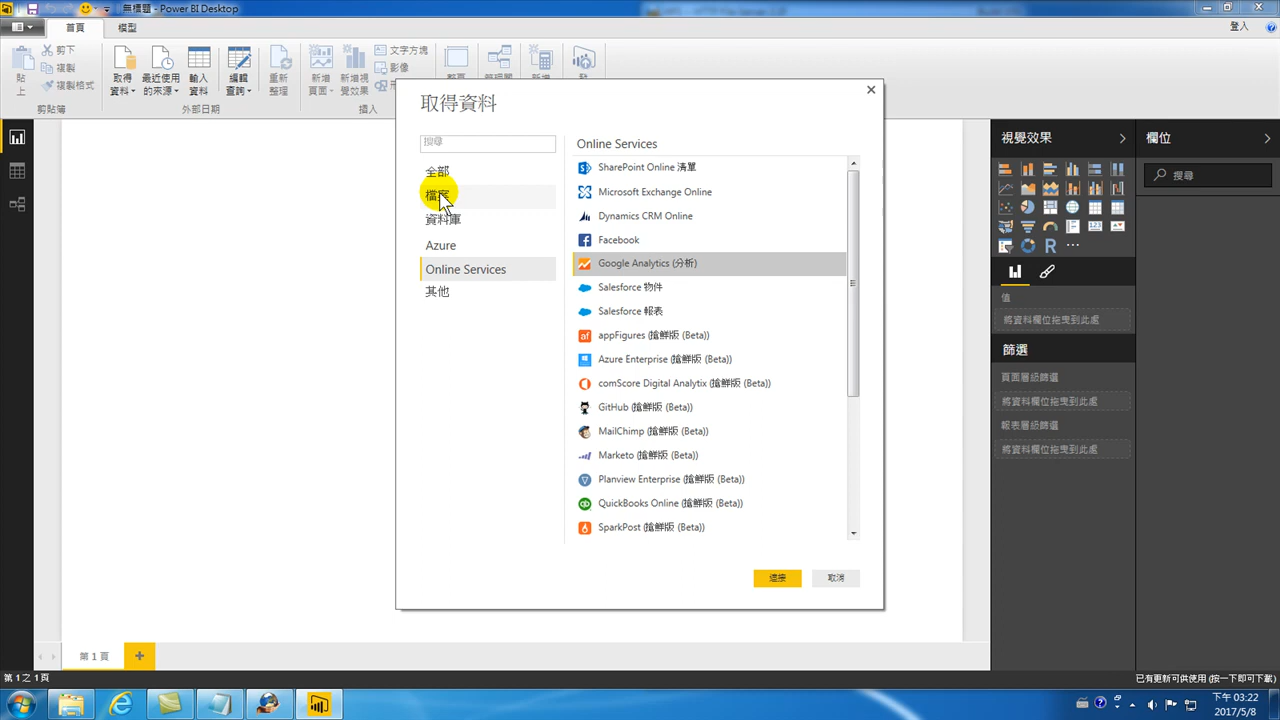 無標題 - Power BI Desktop
首頁
模型
登入
貼上
剪下
複製
複製格式
剪貼簿
取得資料
最近使用的來源
輸入資料
編輯查詢
外部日期
重新整理
新增頁面
新增視覺效果
文字方塊
影像
插入
取得資料
搜尋
全部
檔案
資料庫
Azure
Online Services
其他
Online Services
SharePoint Online 清單
Microsoft Exchange Online
Dynamics CRM Online
Facebook
Google Analytics (分析)
Salesforce 物件
Salesforce 報表
appFigures (搶鮮版 (Beta))
Azure Enterprise (搶鮮版 (Beta))
comScore Digital Analytix (搶鮮版 (Beta))
GitHub (搶鮮版 (Beta))
MailChimp (搶鮮版 (Beta))
Marketo (搶鮮版 (Beta))
Planview Enterprise (搶鮮版 (Beta))
QuickBooks Online (搶鮮版 (Beta))
SparkPost (搶鮮版 (Beta))
連接
取消
視覺效果
R
值
將資料欄位拖曳到此處
篩選
頁面層級篩選
將資料欄位拖曳到此處
報表層級篩選
將資料欄位拖曳到此處
欄位
搜尋
第 1 頁
第 1 之 1 頁
已有更新可供使用 (按一下即可下載)
下午 03:22
2017/5/8